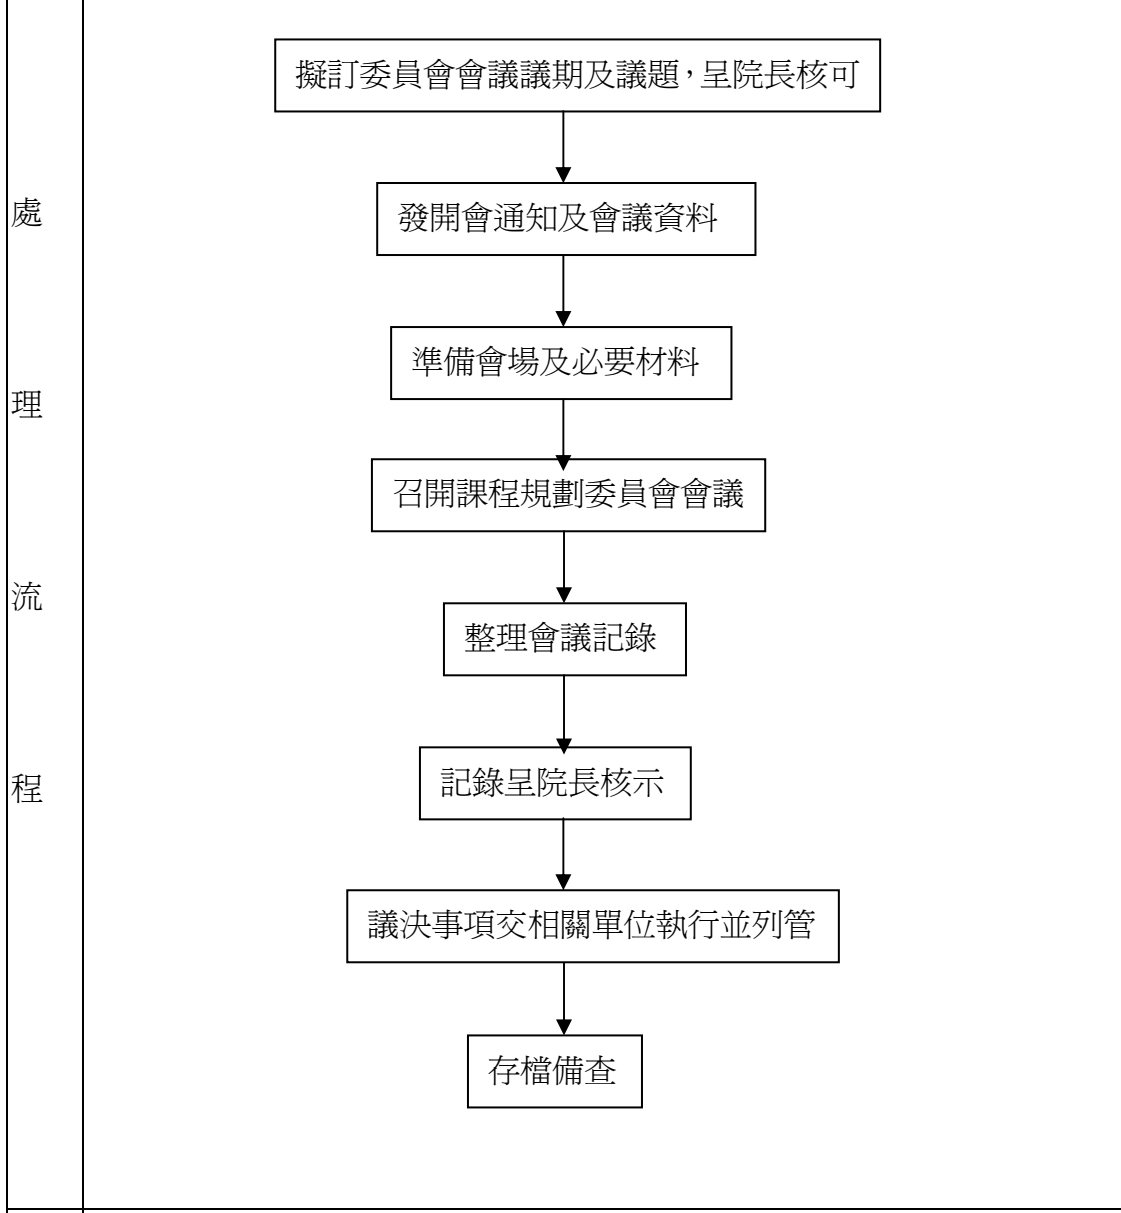 處
理
流
程
擬訂委員會會議議期及議題，呈院長核可
發開會通知及會議資料
準備會場及必要材料
召開課程規劃委員會會議
整理會議記錄
記錄呈院長核示
議決事項交相關單位執行並列管
存檔備查